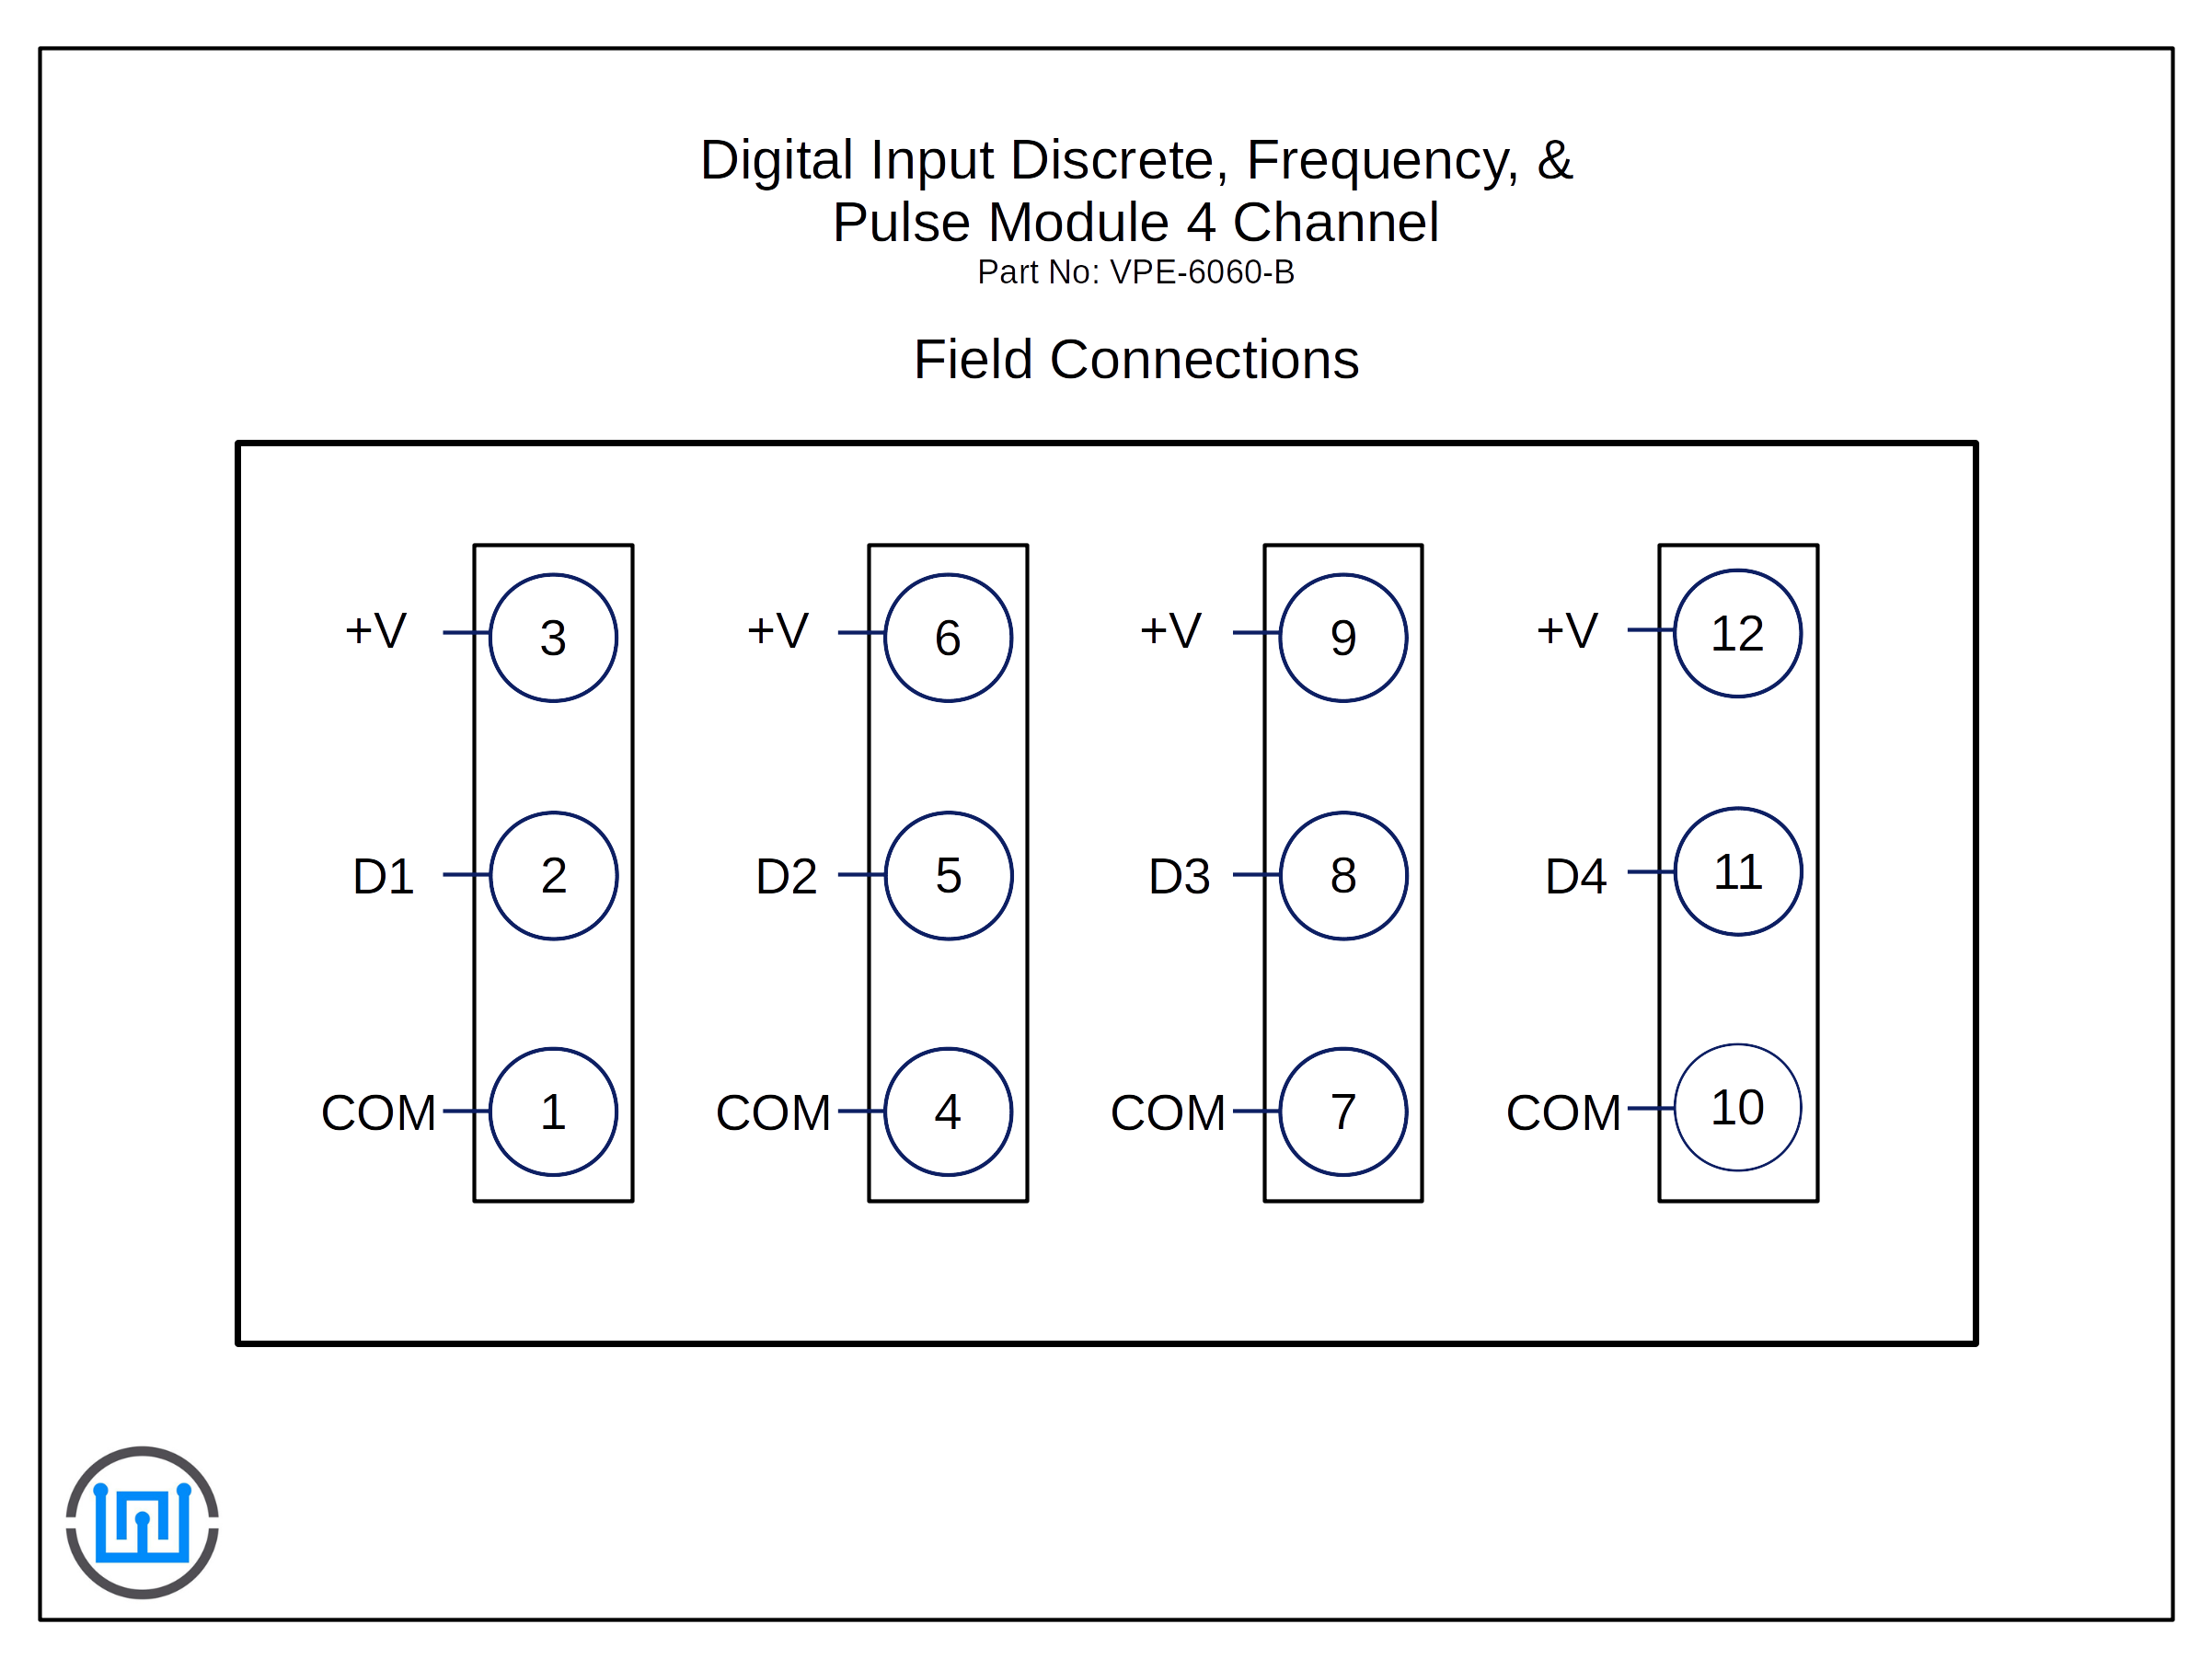 Digital Input Discrete, Frequency, &
Pulse Module 4 Channel
Part No: VPE-6060-B
Field Connections
+V 3 +V 6 +V 9 +V 12
D1 2 D2 5 D3 8 D4 11
COM 1 COM 4 COM 7 COM 10